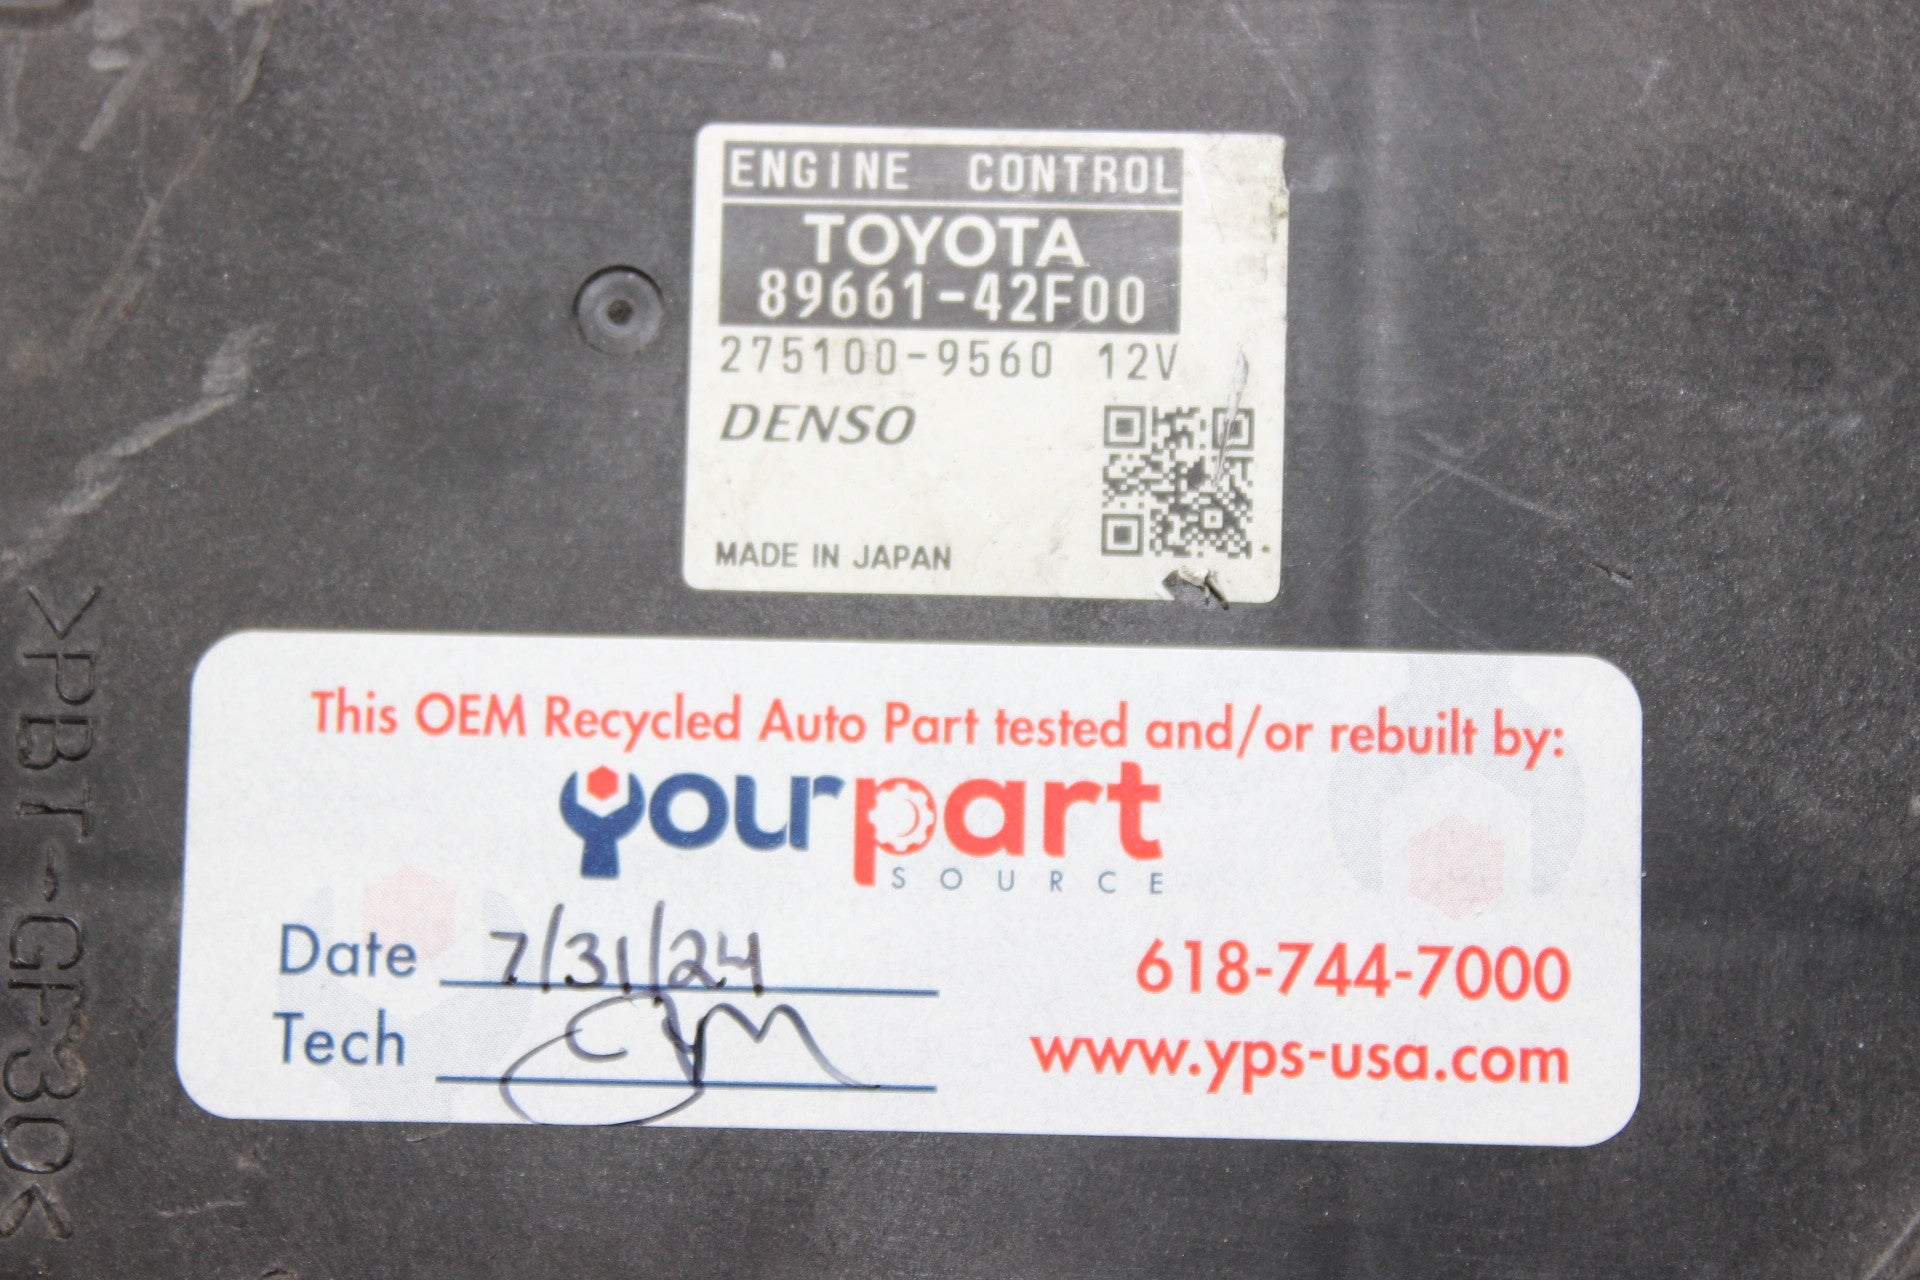 ENGINE CONTROL
TOYOTA
89661-42F00
275100-9560 12V
DENSO
MADE IN JAPAN
>PBT-GF30<
This OEM Recycled Auto Part tested and/or rebuilt by:
yourpart
SOURCE
Date 7/31/24
618-744-7000
Tech
www.yps-usa.com